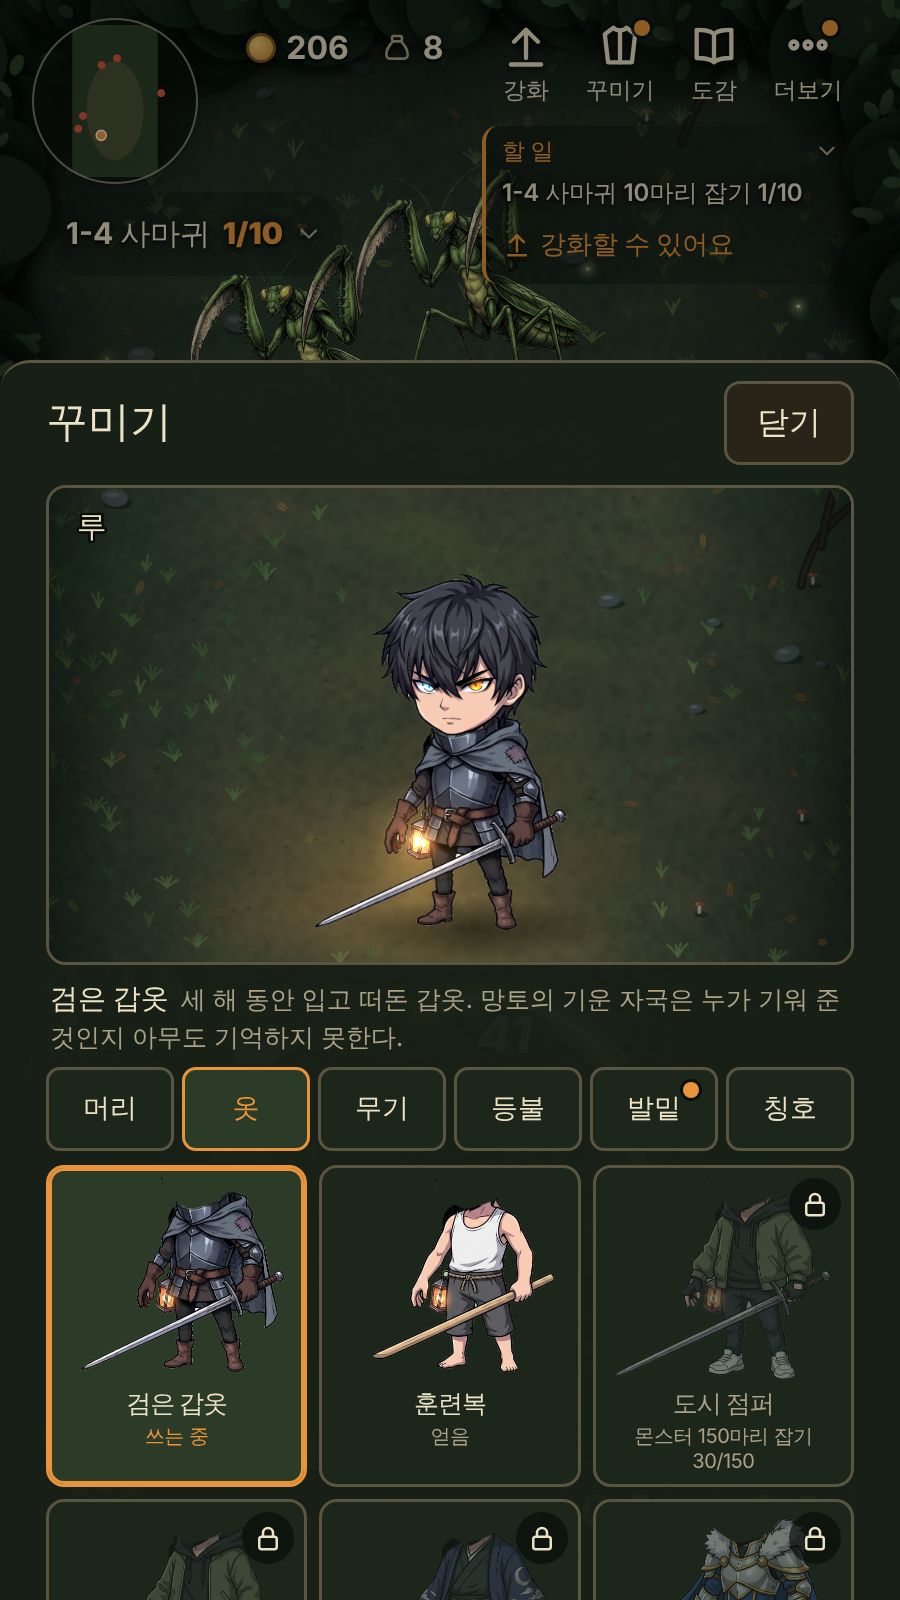 206
8
강화
꾸미기
도감
더보기
할 일
1-4 사마귀 10마리 잡기 1/10
강화할 수 있어요
1-4 사마귀 1/10
꾸미기
닫기
루
검은 갑옷 세 해 동안 입고 떠돈 갑옷. 망토의 기운 자국은 누가 기워 준
것인지 아무도 기억하지 못한다.
41
머리
옷
무기
등불
발밑
칭호
검은 갑옷
쓰는 중
훈련복
얻음
도시 점퍼
몬스터 150마리 잡기
30/150